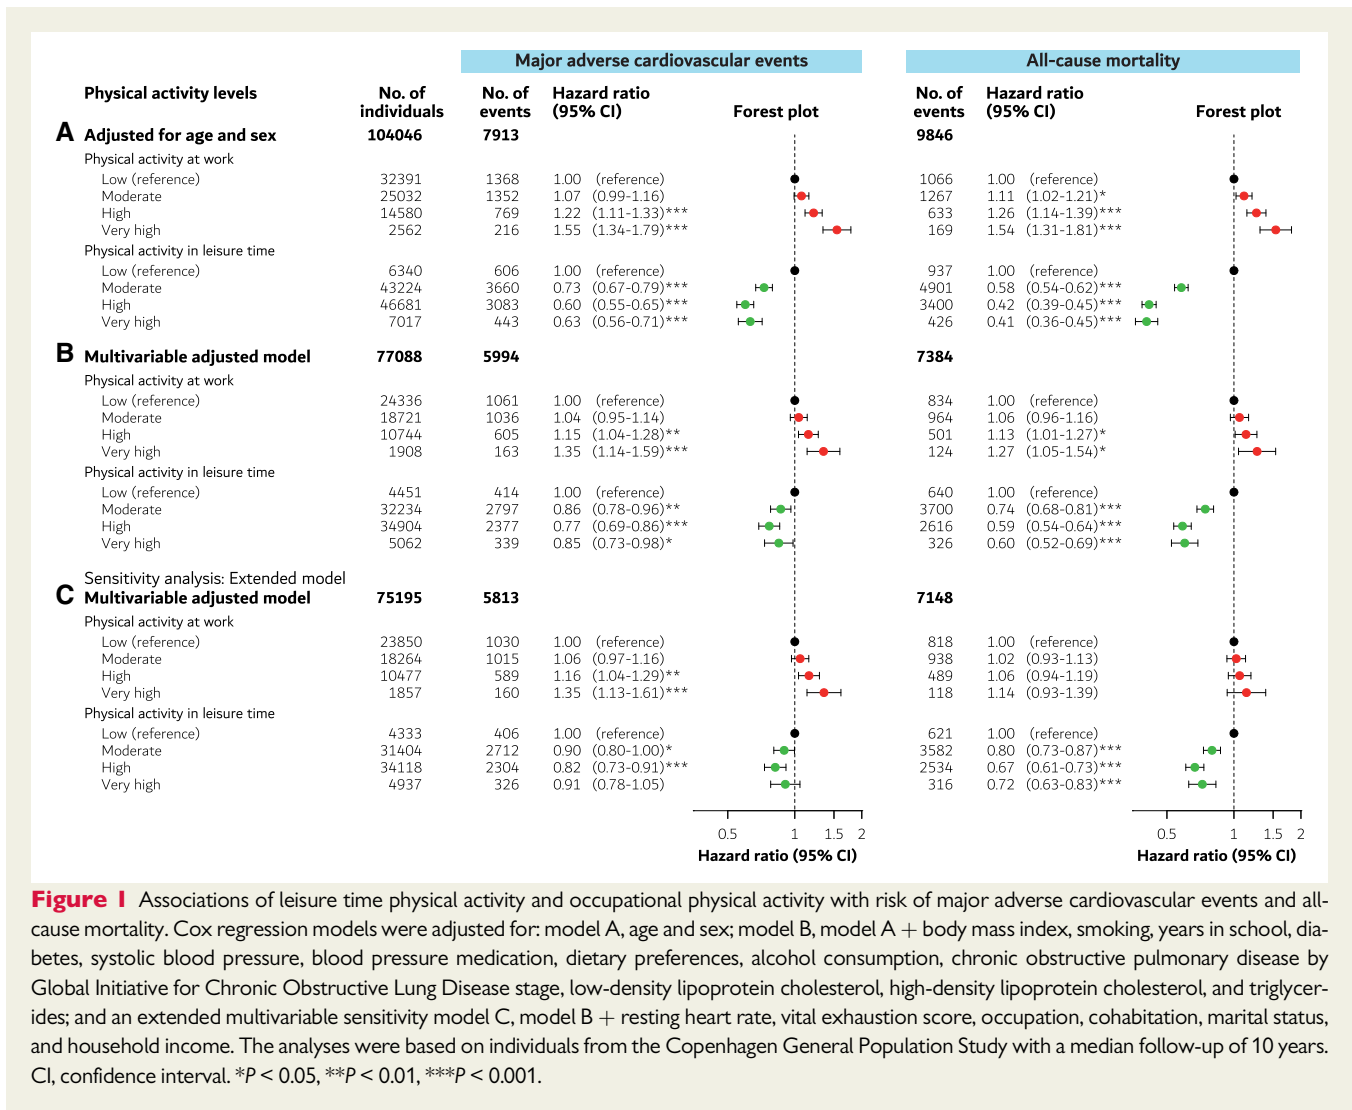 Major adverse cardiovascular events All-cause mortality
Physical activity levels No. of individuals No. of events Hazard ratio (95% CI) Forest plot No. of events Hazard ratio (95% CI) Forest plot
A Adjusted for age and sex 104046 7913 9846
Physical activity at work
Low (reference) 32391 1368 1.00 (reference) 1066 1.00 (reference)
Moderate 25032 1352 1.07 (0.99-1.16) 1267 1.11 (1.02-1.21)*
High 14580 769 1.22 (1.11-1.33)*** 633 1.26 (1.14-1.39)***
Very high 2562 216 1.55 (1.34-1.79)*** 169 1.54 (1.31-1.81)***
Physical activity in leisure time
Low (reference) 6340 606 1.00 (reference) 937 1.00 (reference)
Moderate 43224 3660 0.73 (0.67-0.79)*** 4901 0.58 (0.54-0.62)***
High 46681 3083 0.60 (0.55-0.65)*** 3400 0.42 (0.39-0.45)***
Very high 7017 443 0.63 (0.56-0.71)*** 426 0.41 (0.36-0.45)***
B Multivariable adjusted model 77088 5994 7384
Physical activity at work
Low (reference) 24336 1061 1.00 (reference) 834 1.00 (reference)
Moderate 18721 1036 1.04 (0.95-1.14) 964 1.06 (0.96-1.16)
High 10744 605 1.15 (1.04-1.28)** 501 1.13 (1.01-1.27)*
Very high 1908 163 1.35 (1.14-1.59)*** 124 1.27 (1.05-1.54)*
Physical activity in leisure time
Low (reference) 4451 414 1.00 (reference) 640 1.00 (reference)
Moderate 32234 2797 0.86 (0.78-0.96)** 3700 0.74 (0.68-0.81)***
High 34904 2377 0.77 (0.69-0.86)*** 2616 0.59 (0.54-0.64)***
Very high 5062 339 0.85 (0.73-0.98)* 326 0.60 (0.52-0.69)***
Sensitivity analysis: Extended model
C Multivariable adjusted model 75195 5813 7148
Physical activity at work
Low (reference) 23850 1030 1.00 (reference) 818 1.00 (reference)
Moderate 18264 1015 1.06 (0.97-1.16) 938 1.02 (0.93-1.13)
High 10477 589 1.16 (1.04-1.29)** 489 1.06 (0.94-1.19)
Very high 1857 160 1.35 (1.13-1.61)*** 118 1.14 (0.93-1.39)
Physical activity in leisure time
Low (reference) 4333 406 1.00 (reference) 621 1.00 (reference)
Moderate 31404 2712 0.90 (0.80-1.00)* 3582 0.80 (0.73-0.87)***
High 34118 2304 0.82 (0.73-0.91)*** 2534 0.67 (0.61-0.73)***
Very high 4937 326 0.91 (0.78-1.05) 316 0.72 (0.63-0.83)***
0.5 1 1.5 2 0.5 1 1.5 2
Hazard ratio (95% CI) Hazard ratio (95% CI)
Figure 1 Associations of leisure time physical activity and occupational physical activity with risk of major adverse cardiovascular events and all-
cause mortality. Cox regression models were adjusted for: model A, age and sex; model B, model A + body mass index, smoking, years in school, dia-
betes, systolic blood pressure, blood pressure medication, dietary preferences, alcohol consumption, chronic obstructive pulmonary disease by
Global Initiative for Chronic Obstructive Lung Disease stage, low-density lipoprotein cholesterol, high-density lipoprotein cholesterol, and triglycer-
ides; and an extended multivariable sensitivity model C, model B + resting heart rate, vital exhaustion score, occupation, cohabitation, marital status,
and household income. The analyses were based on individuals from the Copenhagen General Population Study with a median follow-up of 10 years.
CI, confidence interval. *P < 0.05, **P < 0.01, ***P < 0.001.